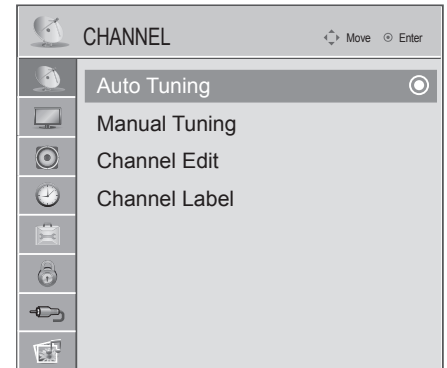 CHANNEL
Move Enter
Auto Tuning
Manual Tuning
Channel Edit
Channel Label